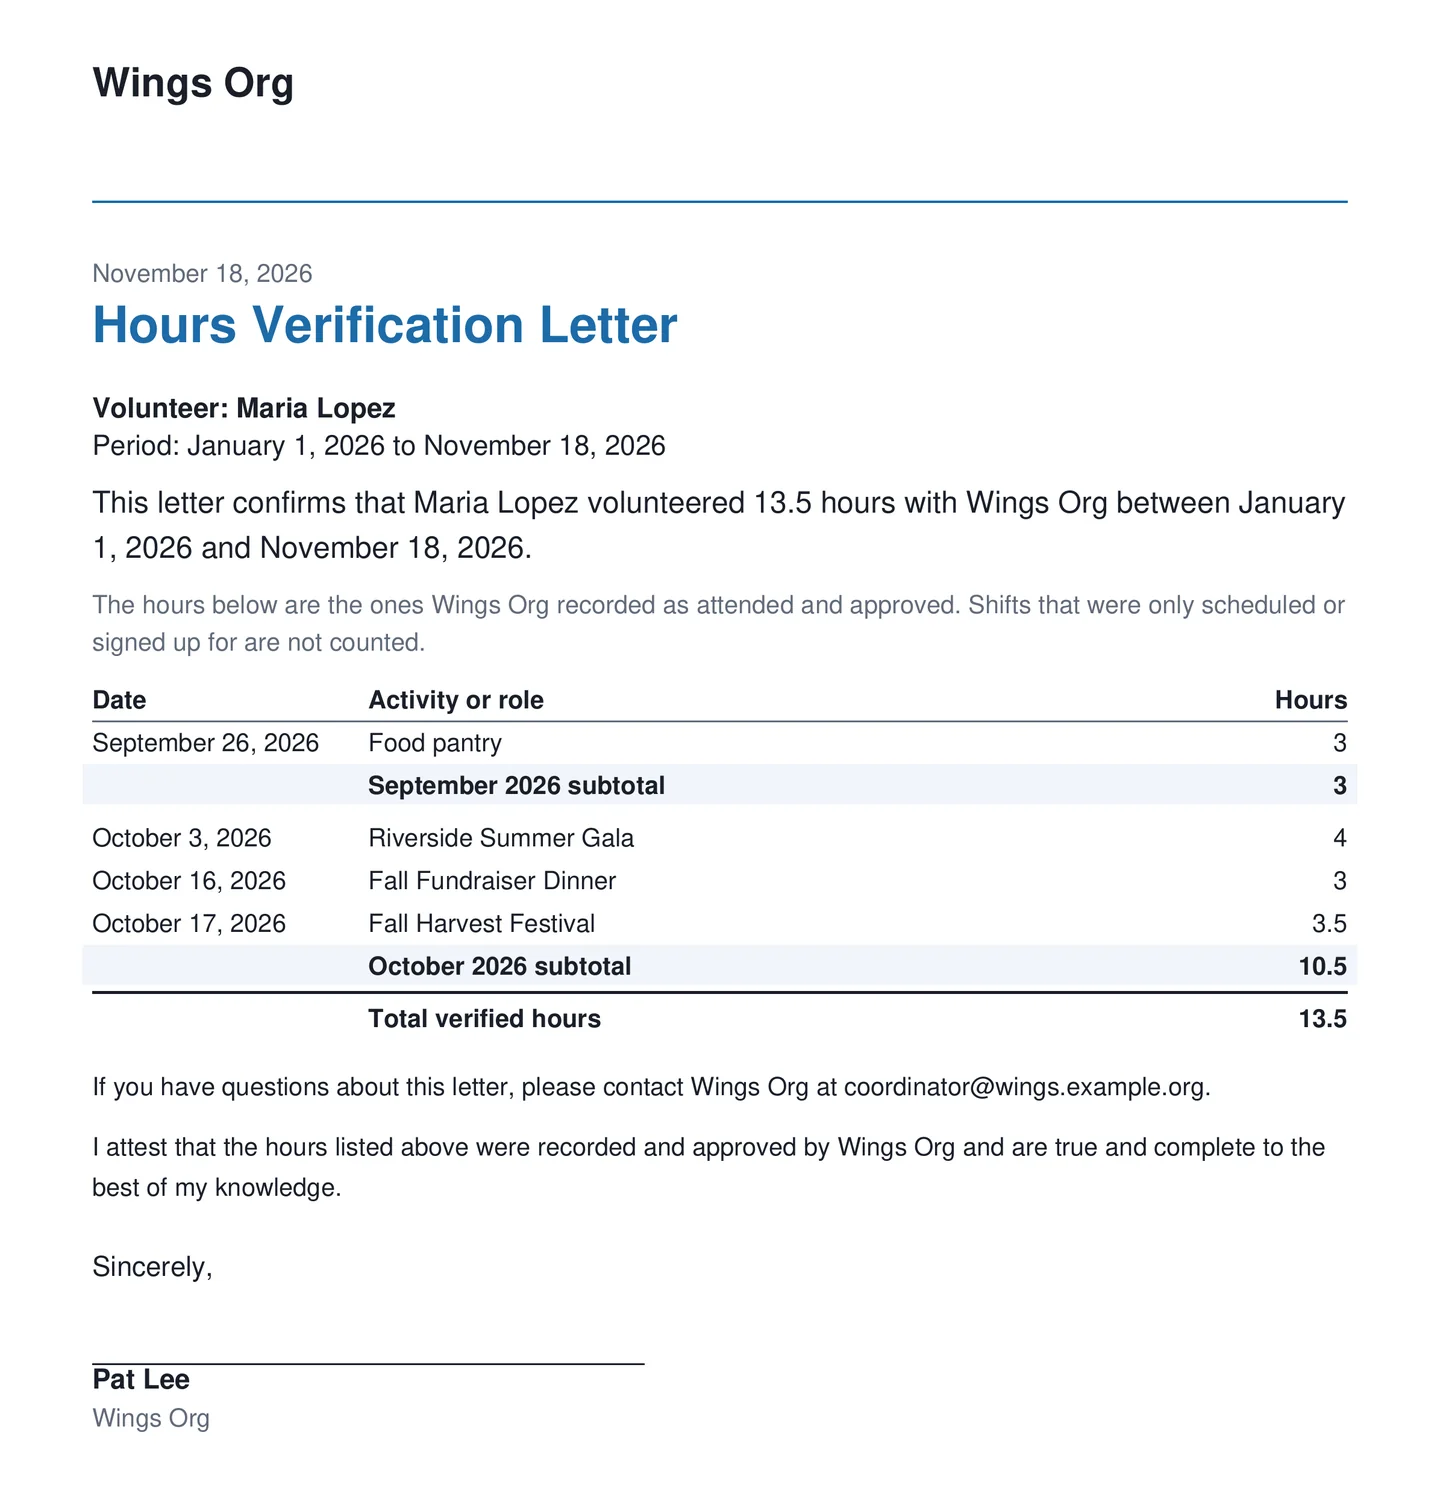 Wings Org
November 18, 2026
Hours Verification Letter
Volunteer: Maria Lopez
Period: January 1, 2026 to November 18, 2026
This letter confirms that Maria Lopez volunteered 13.5 hours with Wings Org between January
1, 2026 and November 18, 2026.
The hours below are the ones Wings Org recorded as attended and approved. Shifts that were only scheduled or
signed up for are not counted.
Date Activity or role Hours
September 26, 2026 Food pantry 3
September 2026 subtotal 3
October 3, 2026 Riverside Summer Gala 4
October 16, 2026 Fall Fundraiser Dinner 3
October 17, 2026 Fall Harvest Festival 3.5
October 2026 subtotal 10.5
Total verified hours 13.5
If you have questions about this letter, please contact Wings Org at coordinator@wings.example.org.
I attest that the hours listed above were recorded and approved by Wings Org and are true and complete to the
best of my knowledge.
Sincerely,
Pat Lee
Wings Org